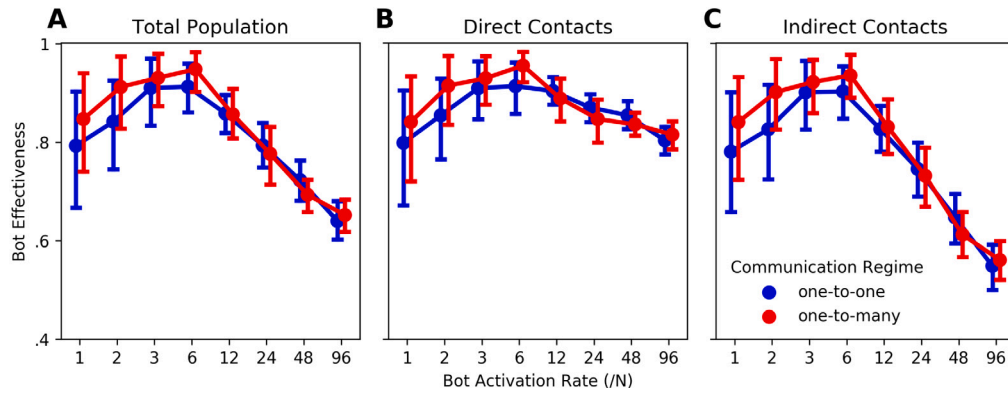 A Total Population
B Direct Contacts
C Indirect Contacts
Bot Effectiveness
1
.8
.6
.4
1 2 3 6 12 24 48 96
1 2 3 6 12 24 48 96
1 2 3 6 12 24 48 96
Bot Activation Rate (/N)
Communication Regime
one-to-one
one-to-many